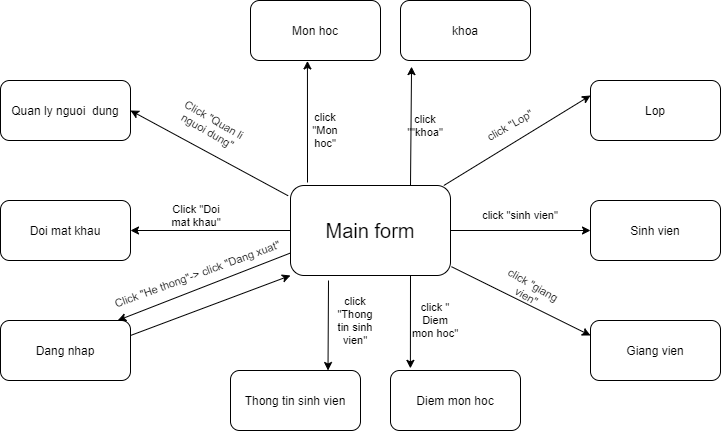 Mon hoc
khoa
Quan ly nguoi dung
Click "Quan li
nguoi dung"
click
"Mon
hoc"
click
""khoa"
click "Lop"
Lop
Doi mat khau
Click "Doi
mat khau"
Main form
click "sinh vien"
Sinh vien
Click "He thong"-> click "Dang xuat"
click "giang
vien"
Dang nhap
click
"Thong
tin sinh
vien"
click "
Diem
mon hoc"
Giang vien
Thong tin sinh vien
Diem mon hoc